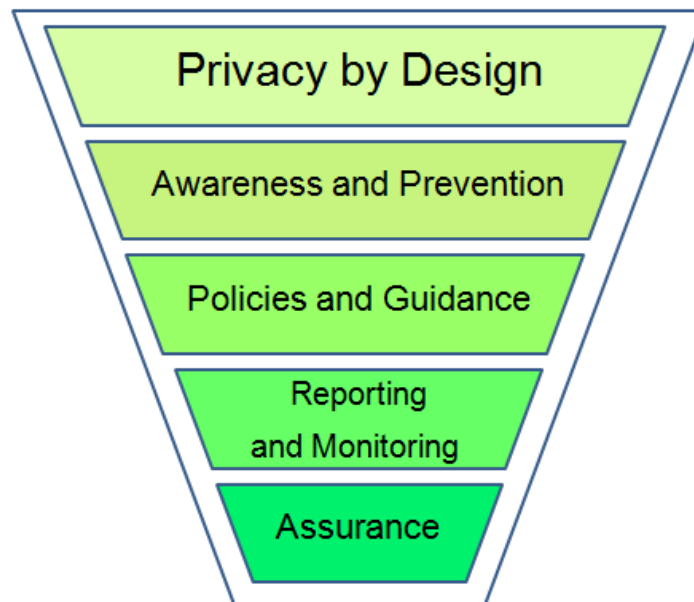 Privacy by Design
Awareness and Prevention
Policies and Guidance
Reporting
and Monitoring
Assurance